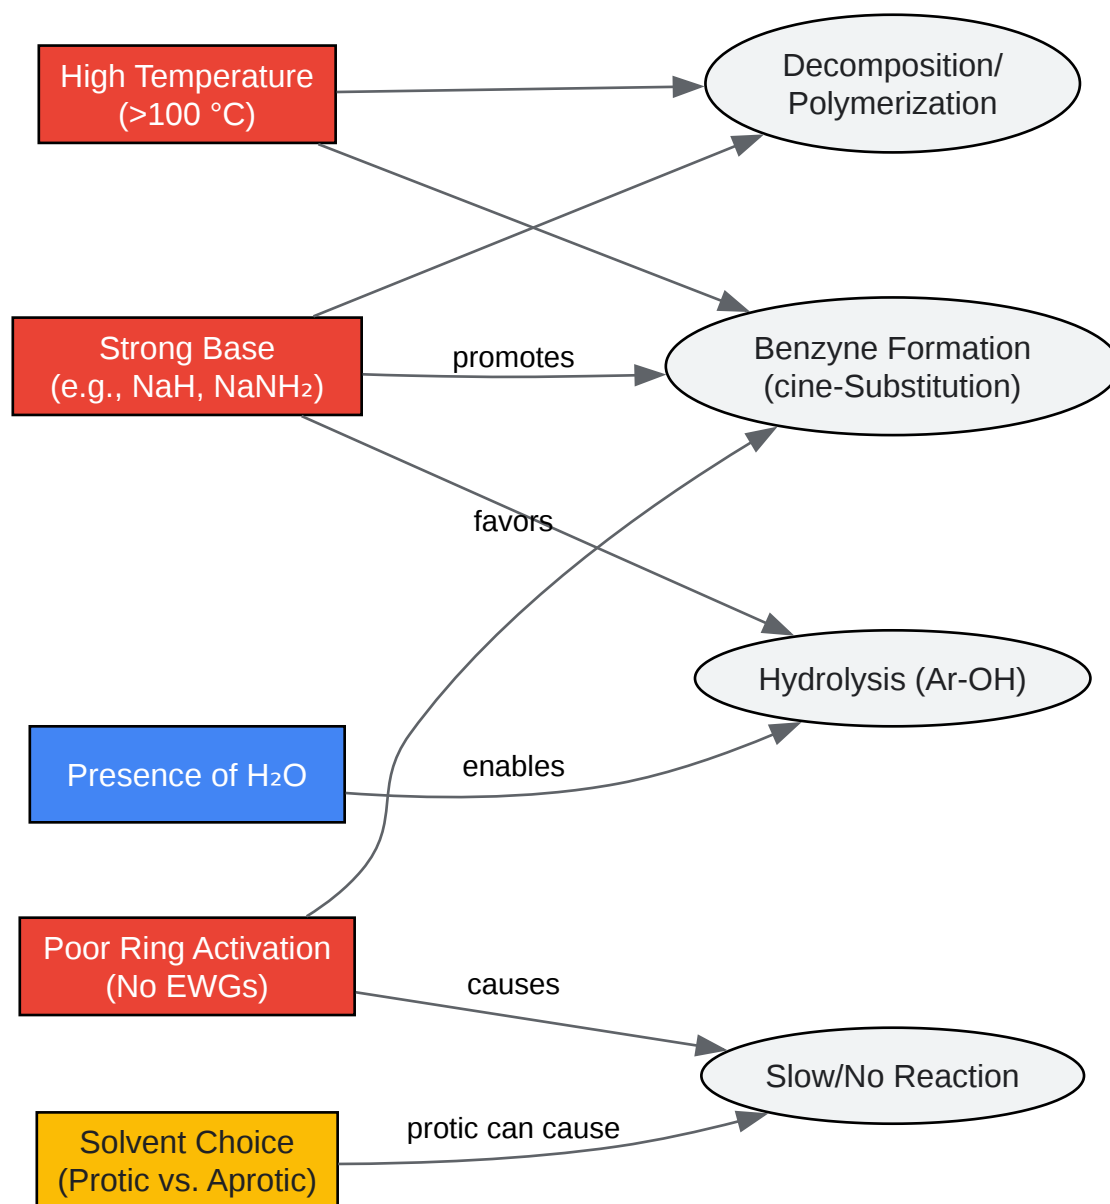 High Temperature
(>100 °C)
Decomposition/
Polymerization
Strong Base
(e.g., NaH, NaNH₂)
promotes
Benzyne Formation
(cine-Substitution)
favors
Hydrolysis (Ar-OH)
Presence of H₂O
enables
Poor Ring Activation
(No EWGs)
causes
Slow/No Reaction
Solvent Choice
(Protic vs. Aprotic)
protic can cause